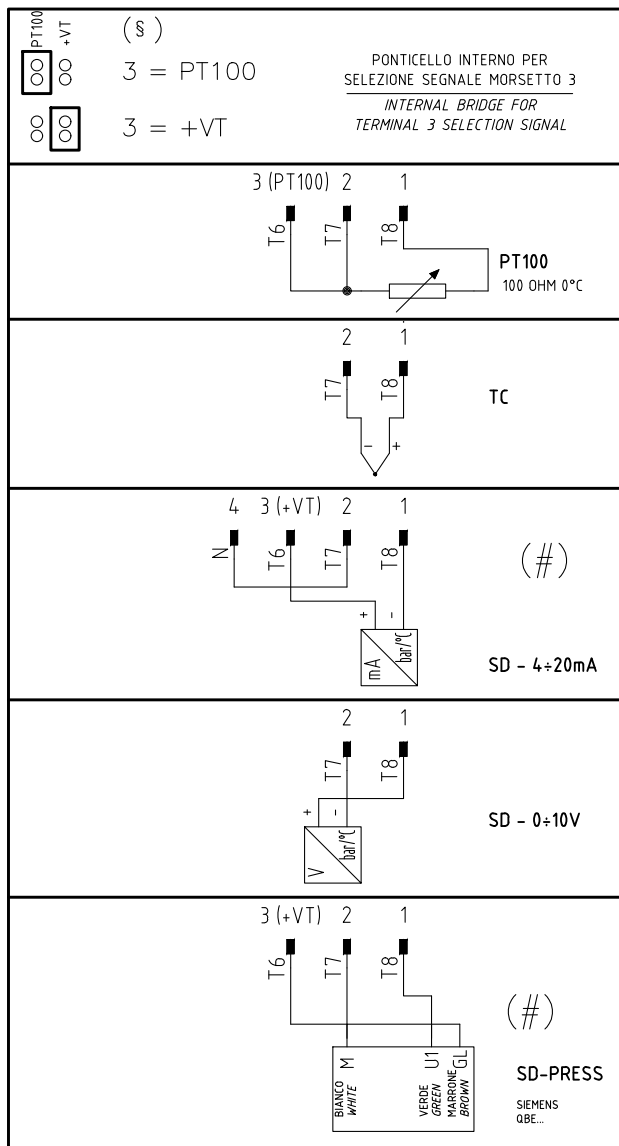 PT100 +VT (§)
3 = PT100
3 = +VT
PONTICELLO INTERNO PER
SELEZIONE SEGNALE MORSETTO 3
INTERNAL BRIDGE FOR
TERMINAL 3 SELECTION SIGNAL
3 (PT100) 2 1
T6 T7 T8
PT100
100 OHM 0°C
2 1
T7 T8
TC
- +
4 3 (+VT) 2 1
N T6 T7 T8
(#)
+ -
mA bar/°C
SD - 4÷20mA
2 1
T7 T8
+ -
V bar/°C
SD - 0÷10V
3 (+VT) 2 1
T6 T7 T8
(#)
M U1 GL
BIANCO
WHITE
VERDE
GREEN
MARRONE
BROWN
SD-PRESS
SIEMENS
QBE...